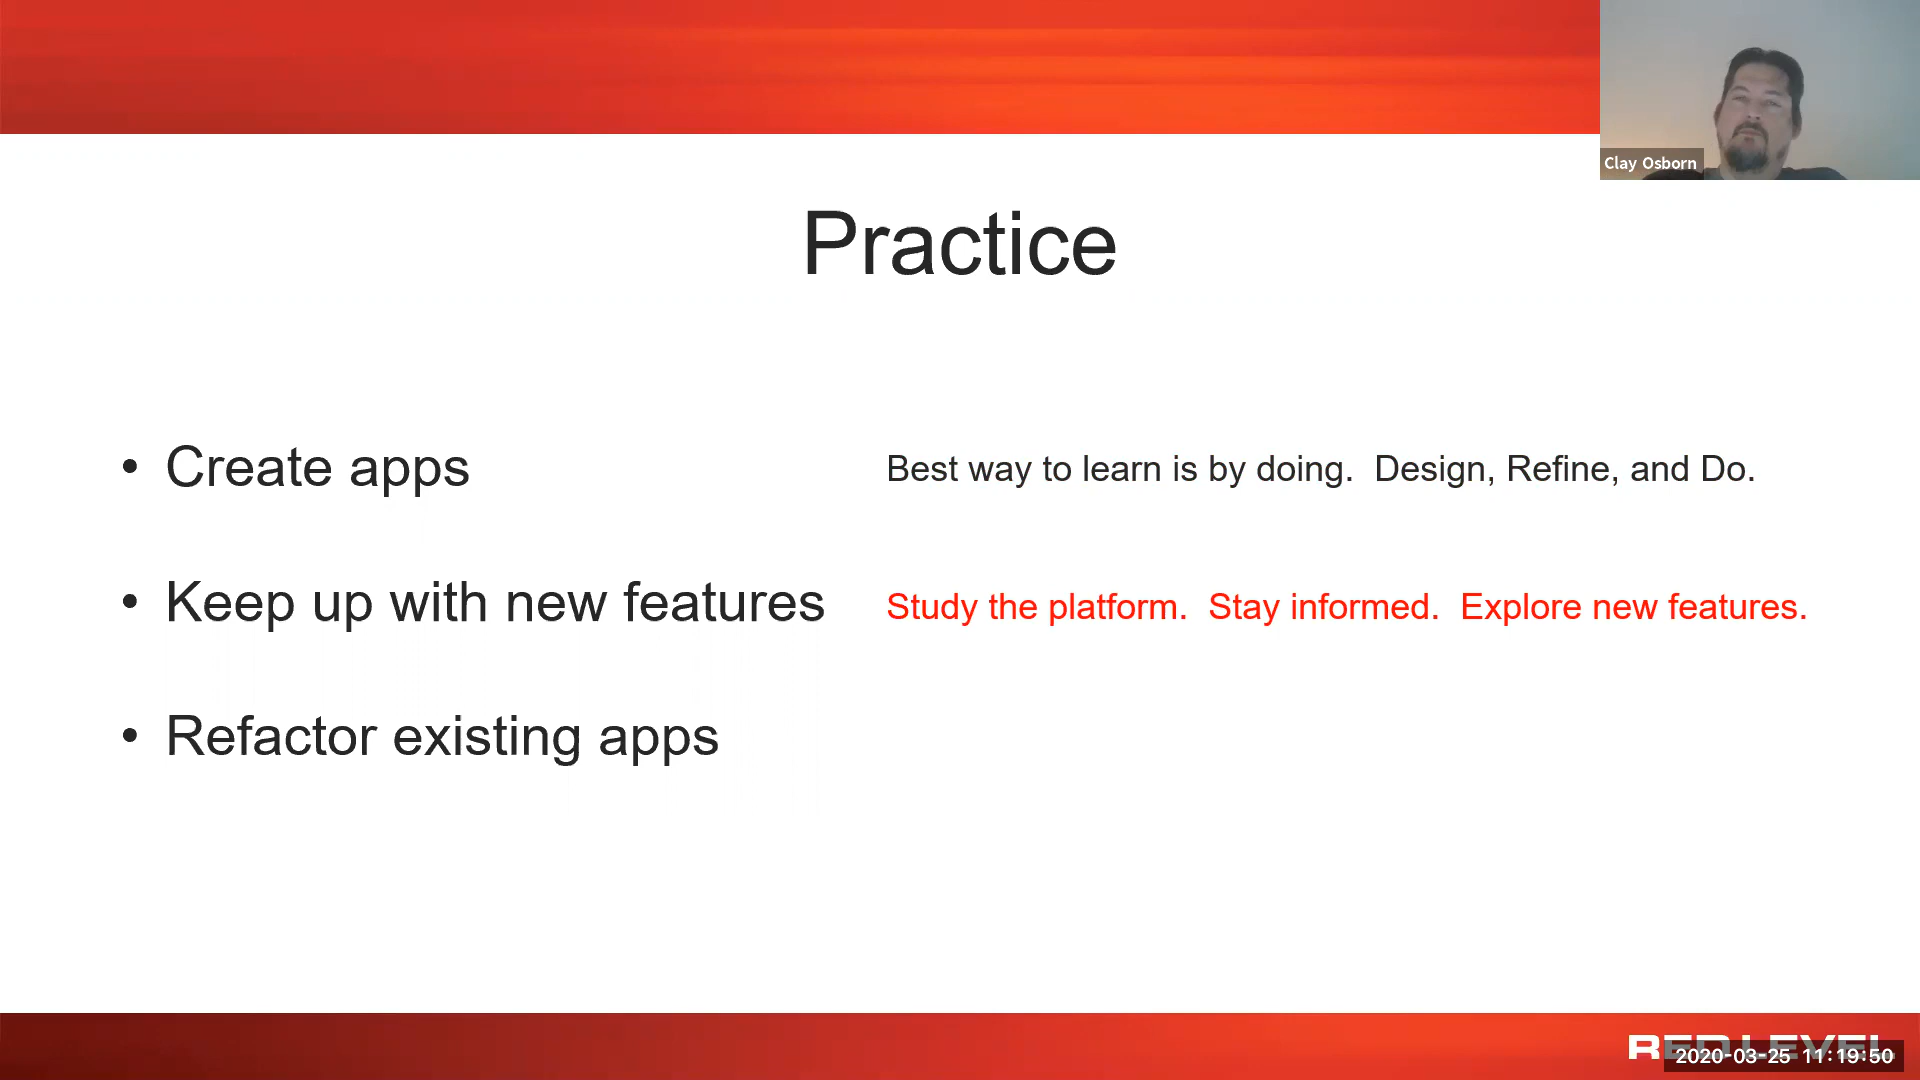 Clay Osborn
Practice
• Create apps
Best way to learn is by doing.  Design, Refine, and Do.
• Keep up with new features
Study the platform.  Stay informed.  Explore new features.
• Refactor existing apps
RED LEVEL
2020-03-25 11:19:50